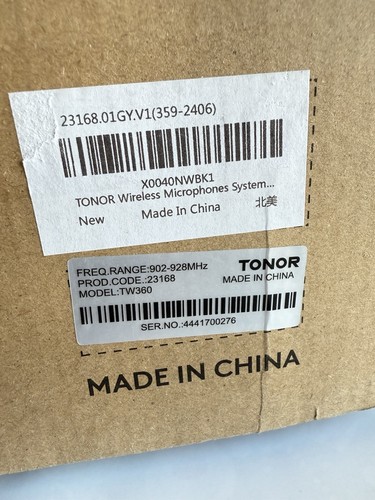 23168.01GY.V1(359-2406)
X0040NWBK1
TONOR Wireless Microphones System...
New Made In China 北美
FREQ.RANGE:902-928MHz TONOR
PROD.CODE.:23168 MADE IN CHINA
MODEL:TW360
SER.NO.:4441700276
MADE IN CHINA